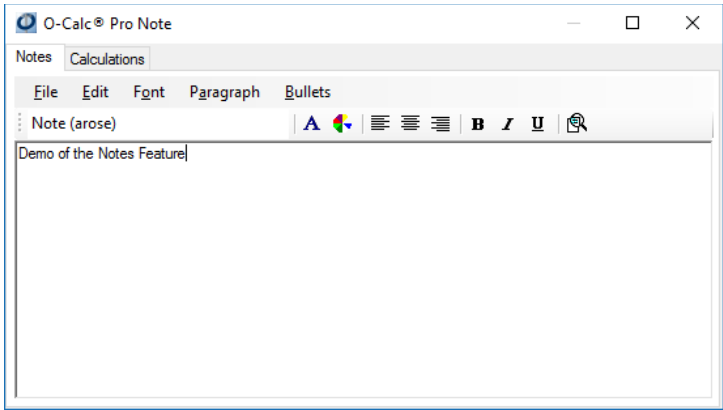 O-Calc® Pro Note
Notes Calculations
File Edit Font Paragraph Bullets
Note (arose) A B I U
Demo of the Notes Feature